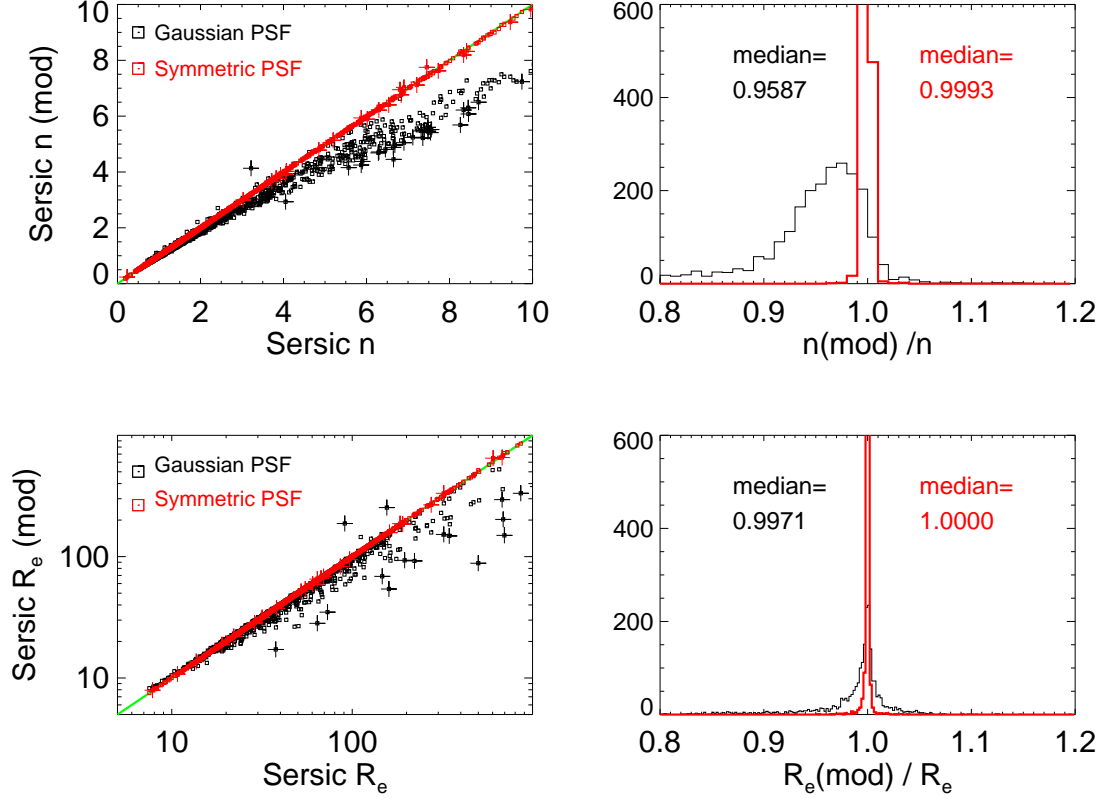 Sersic n (mod)
10
8
6
4
2
0
Gaussian PSF
Symmetric PSF
0 2 4 6 8 10
Sersic n
600
400
200
0
median=
0.9587
median=
0.9993
0.8 0.9 1.0 1.1 1.2
n(mod) /n
Sersic R_e (mod)
100
10
Gaussian PSF
Symmetric PSF
10 100
Sersic R_e
600
400
200
0
median=
0.9971
median=
1.0000
0.8 0.9 1.0 1.1 1.2
R_e(mod) / R_e